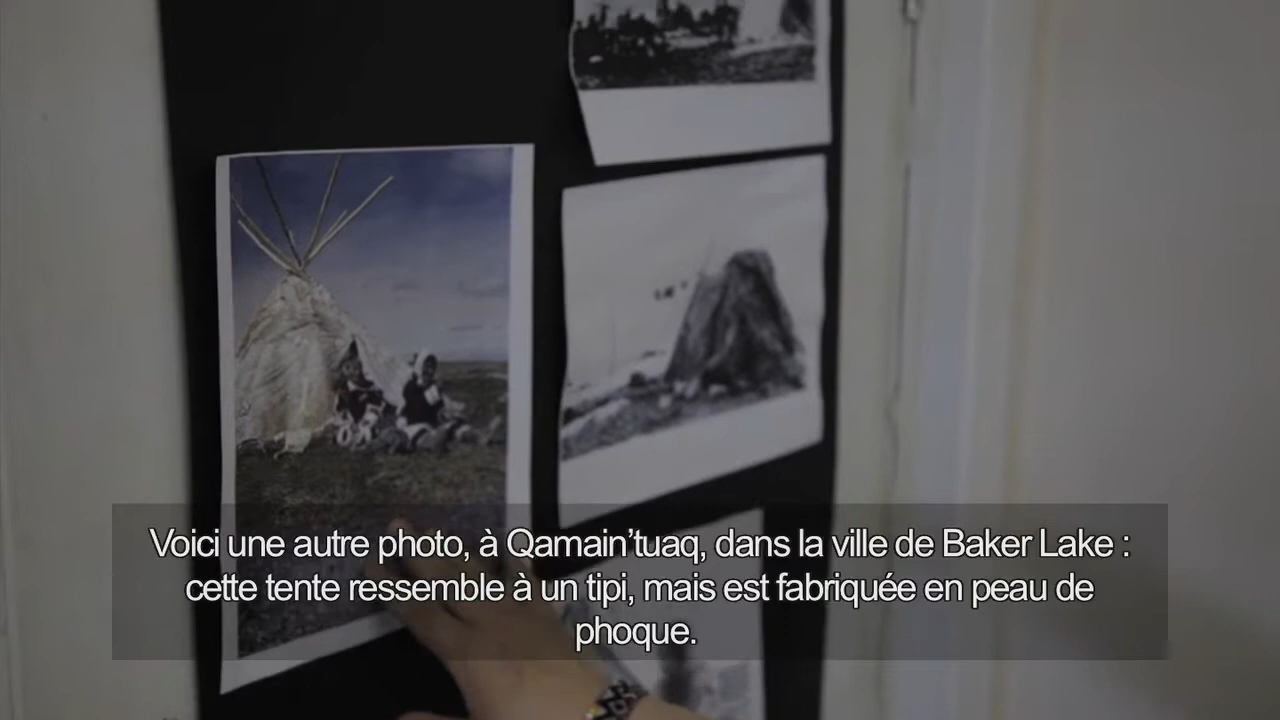 Voici une autre photo, à Qamain’tuaq, dans la ville de Baker Lake :
cette tente ressemble à un tipi, mais est fabriquée en peau de
phoque.